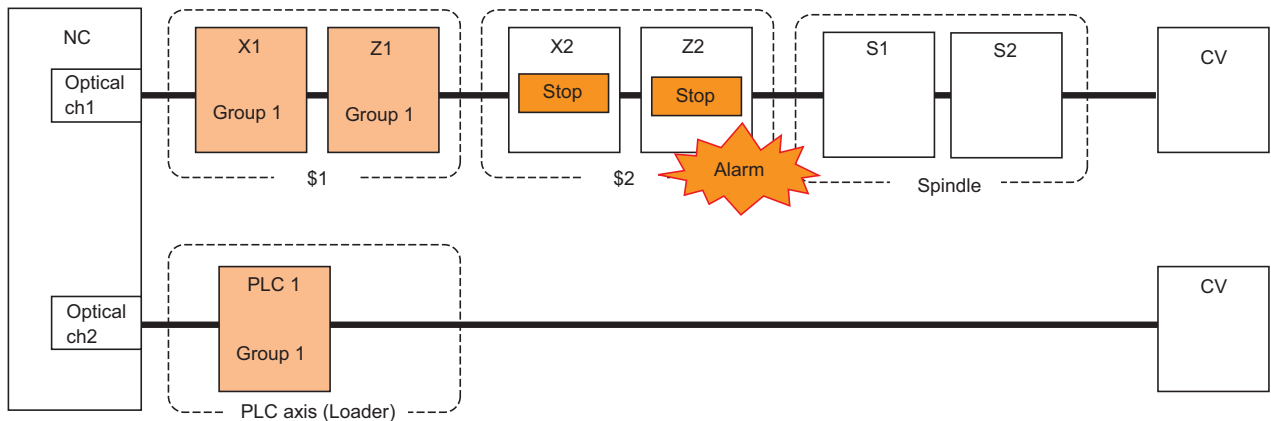 NC
Optical
ch1
X1
Group 1
Z1
Group 1
$1
X2
Stop
Z2
Stop
$2
Alarm
S1
S2
Spindle
CV
Optical
ch2
PLC 1
Group 1
PLC axis (Loader)
CV